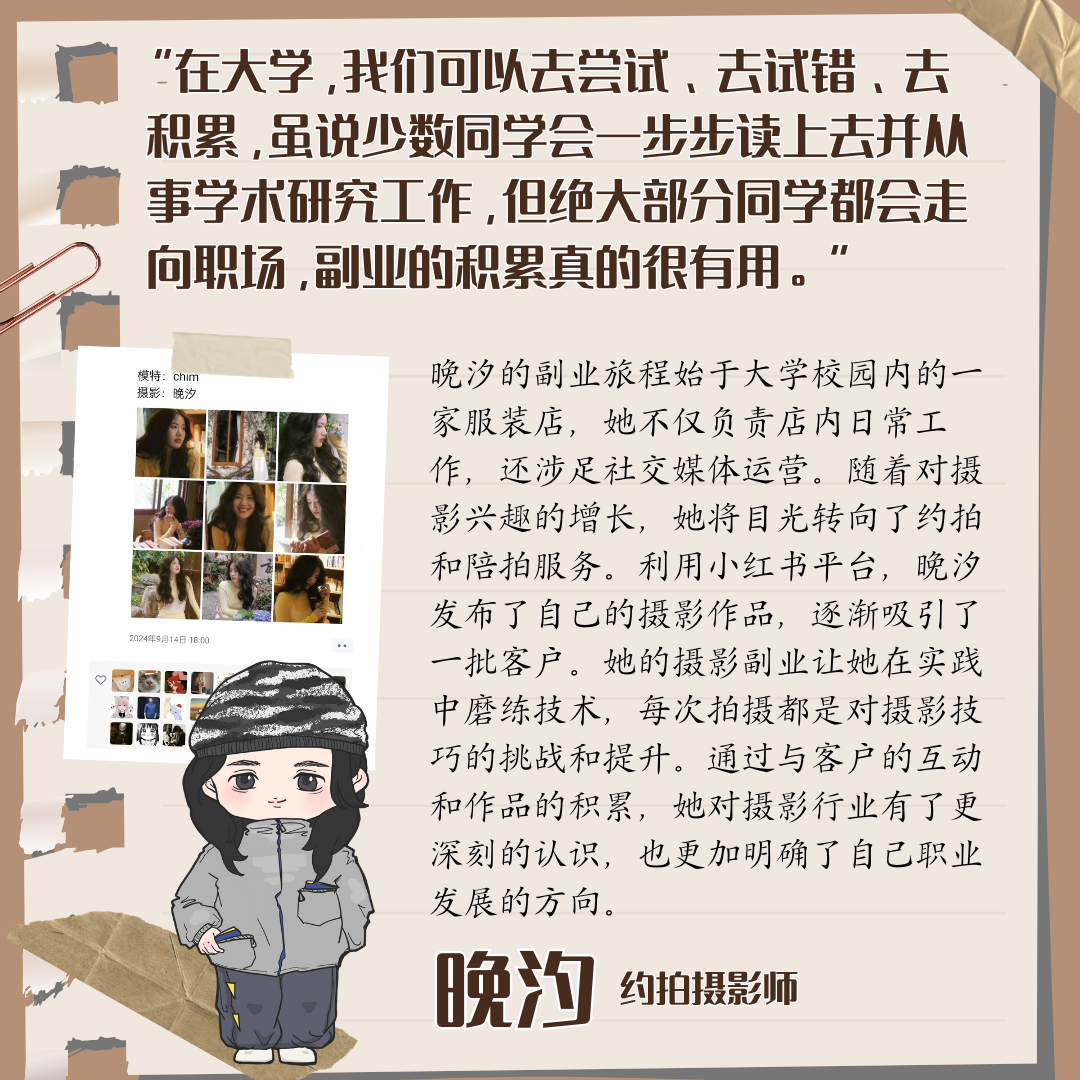 “在大学,我们可以去尝试、去试错、去
积累,虽说少数同学会一步步读上去并从
事学术研究工作,但绝大部分同学都会走
向职场,副业的积累真的很有用。”
模特：chim
摄影：晚汐
2024年9月14日 18:00
晚汐的副业旅程始于大学校园内的一
家服装店，她不仅负责店内日常工
作，还涉足社交媒体运营。随着对摄
影兴趣的增长，她将目光转向了约拍
和陪拍服务。利用小红书平台，晚汐
发布了自己的摄影作品，逐渐吸引了
一批客户。她的摄影副业让她在实践
中磨练技术，每次拍摄都是对摄影技
巧的挑战和提升。通过与客户的互动
和作品的积累，她对摄影行业有了更
深刻的认识，也更加明确了自己职业
发展的方向。
晚汐 约拍摄影师